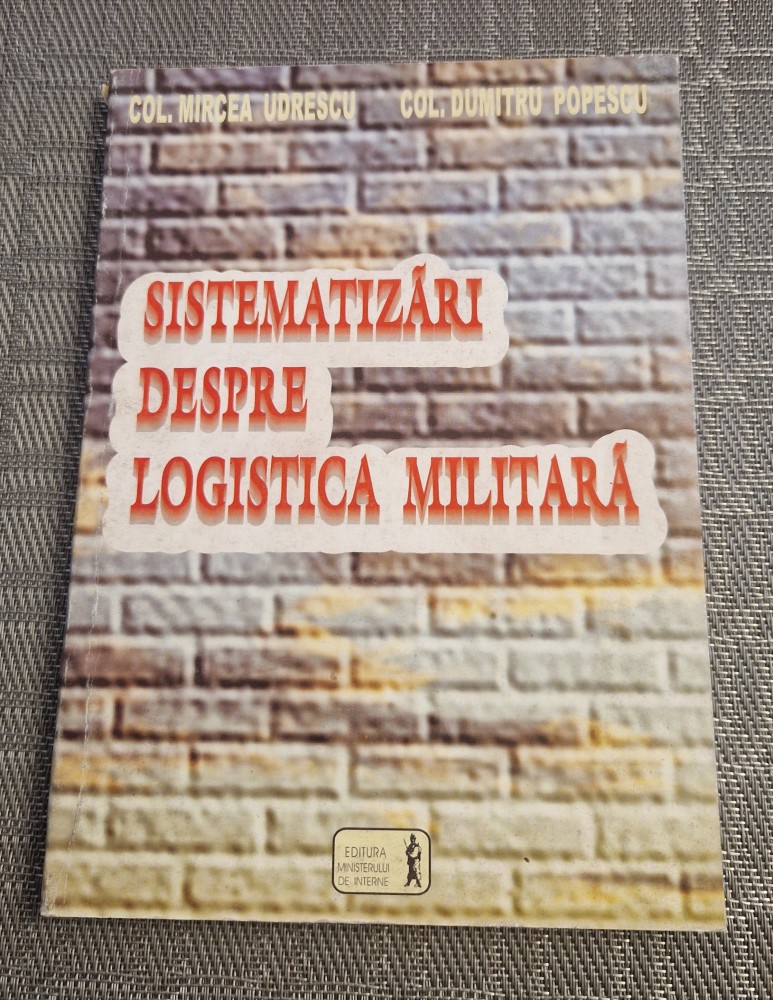 COL. MIRCEA UDRESCU COL. DUMITRU POPESCU
SISTEMATIZĂRI
DESPRE
LOGISTICA MILITARĂ
EDITURA
MINISTERULUI
DE INTERNE